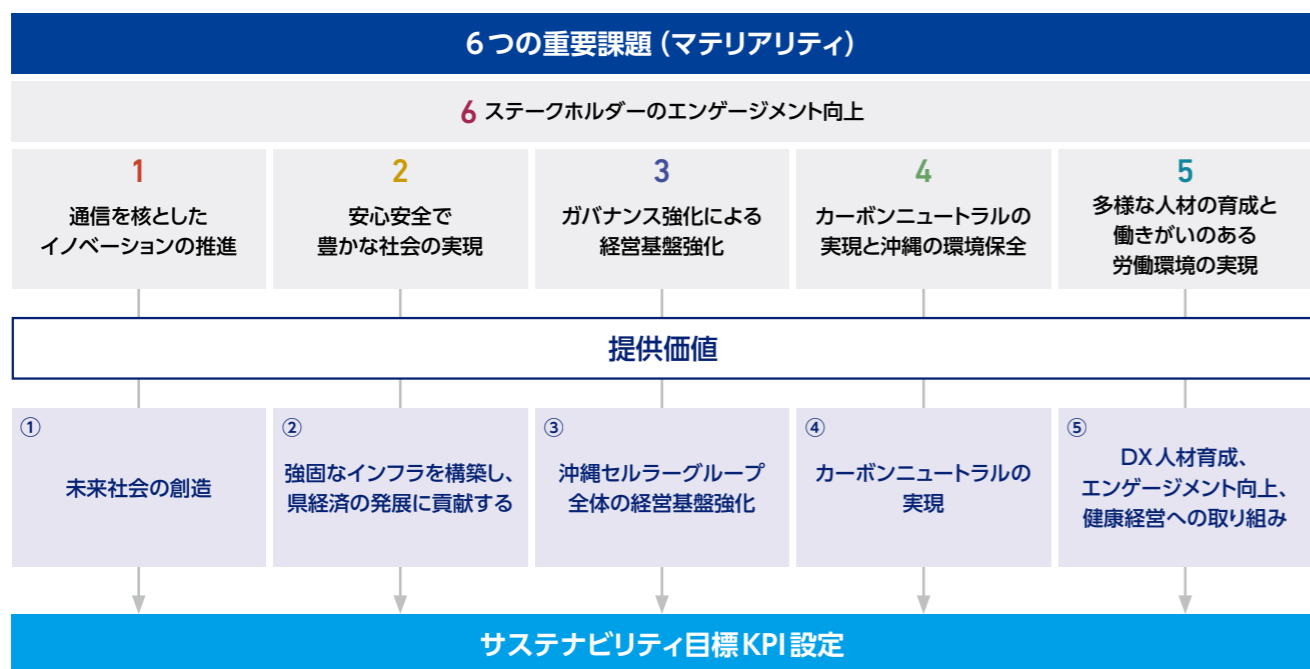 6つの重要課題（マテリアリティ）
6 ステークホルダーのエンゲージメント向上
1
通信を核とした
イノベーションの推進
2
安心安全で
豊かな社会の実現
3
ガバナンス強化による
経営基盤強化
4
カーボンニュートラルの
実現と沖縄の環境保全
5
多様な人材の育成と
働きがいのある
労働環境の実現
提供価値
①
未来社会の創造
②
強固なインフラを構築し、
県経済の発展に貢献する
③
沖縄セルラーグループ
全体の経営基盤強化
④
カーボンニュートラルの
実現
⑤
DX人材育成、
エンゲージメント向上、
健康経営への取り組み
サステナビリティ目標KPI設定